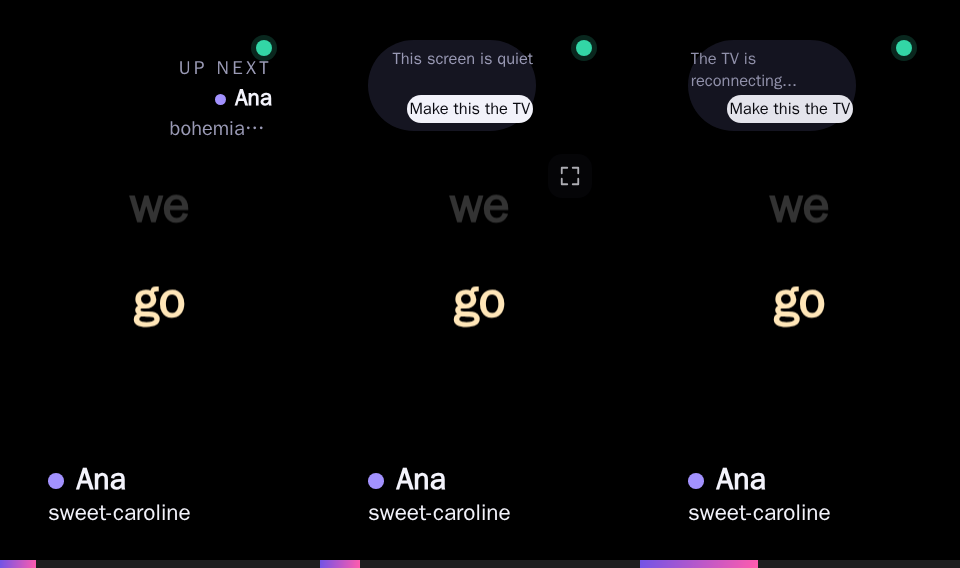 UP NEXT
Ana
bohemia···
we
go
Ana
sweet-caroline
This screen is quiet
Make this the TV
we
go
Ana
sweet-caroline
The TV is
reconnecting...
Make this the TV
we
go
Ana
sweet-caroline